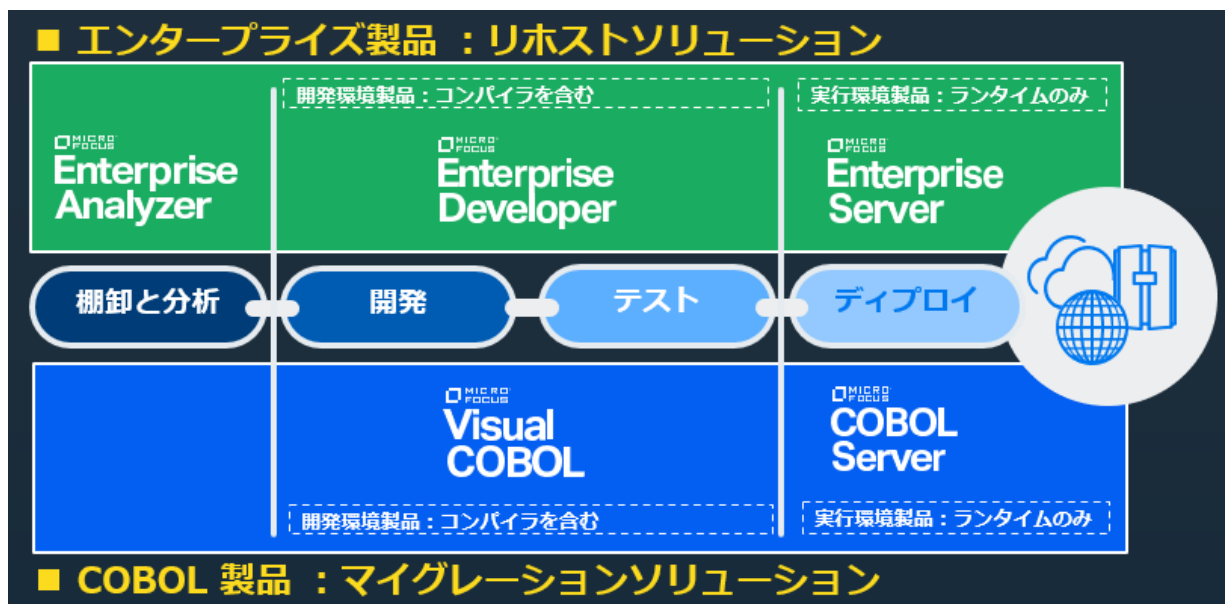 ■ エンタープライズ製品 ：リホストソリューション
開発環境製品：コンパイラを含む
実行環境製品：ランタイムのみ
MICRO
FOCUS
Enterprise
Analyzer
MICRO
FOCUS
Enterprise
Developer
MICRO
FOCUS
Enterprise
Server
棚卸と分析
開発
テスト
ディプロイ
MICRO
FOCUS
Visual
COBOL
MICRO
FOCUS
COBOL
Server
開発環境製品：コンパイラを含む
実行環境製品：ランタイムのみ
■ COBOL 製品 ：マイグレーションソリューション